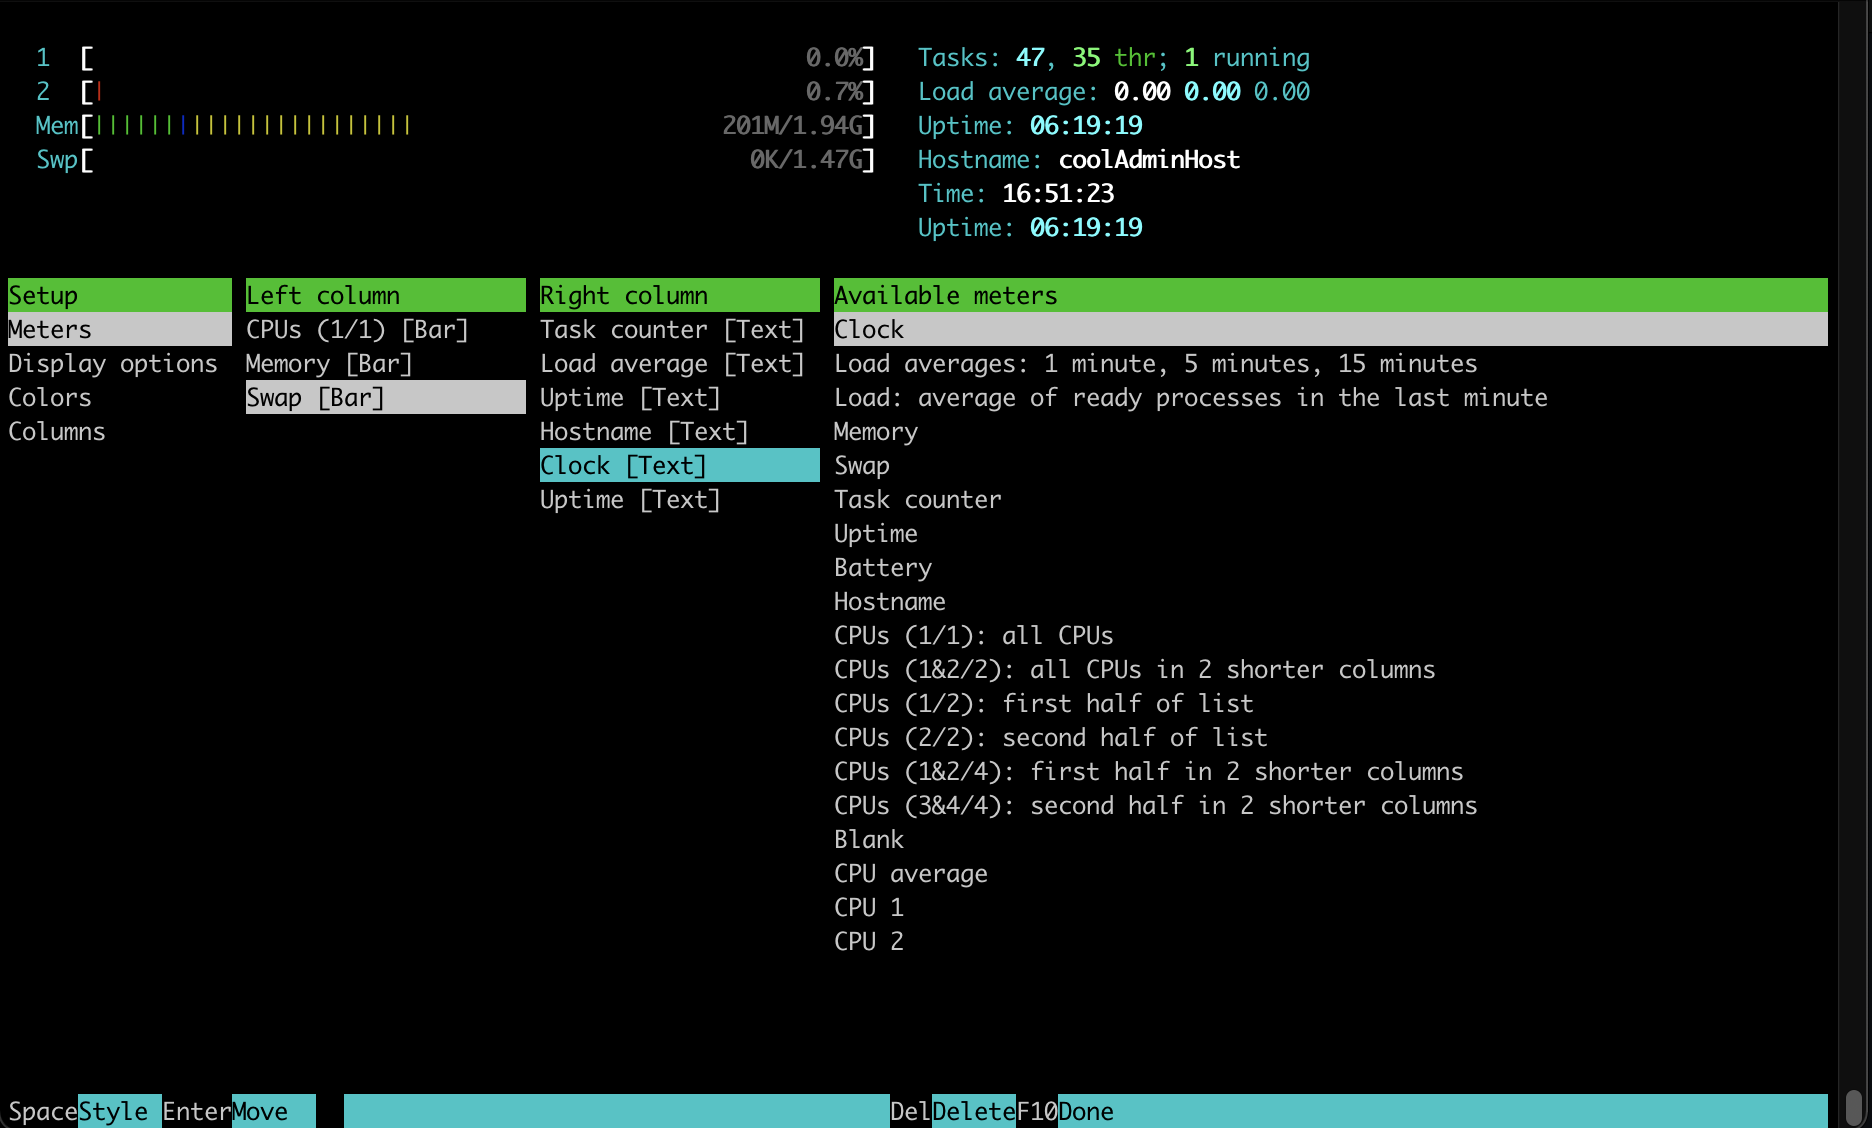 1 [ 0.0%] Tasks: 47, 35 thr; 1 running
2 [| 0.7%] Load average: 0.00 0.00 0.00
Mem[||||||||||||||||||||||| 201M/1.94G] Uptime: 06:19:19
Swp[ 0K/1.47G] Hostname: coolAdminHost
Time: 16:51:23
Uptime: 06:19:19
Setup Left column Right column Available meters
Meters CPUs (1/1) [Bar] Task counter [Text] Clock
Display options Memory [Bar] Load average [Text] Load averages: 1 minute, 5 minutes, 15 minutes
Colors Swap [Bar] Uptime [Text] Load: average of ready processes in the last minute
Columns Hostname [Text] Memory
Clock [Text] Swap
Uptime [Text] Task counter
Uptime
Battery
Hostname
CPUs (1/1): all CPUs
CPUs (1&2/2): all CPUs in 2 shorter columns
CPUs (1/2): first half of list
CPUs (2/2): second half of list
CPUs (1&2/4): first half in 2 shorter columns
CPUs (3&4/4): second half in 2 shorter columns
Blank
CPU average
CPU 1
CPU 2
SpaceStyle EnterMove DelDeleteF10Done